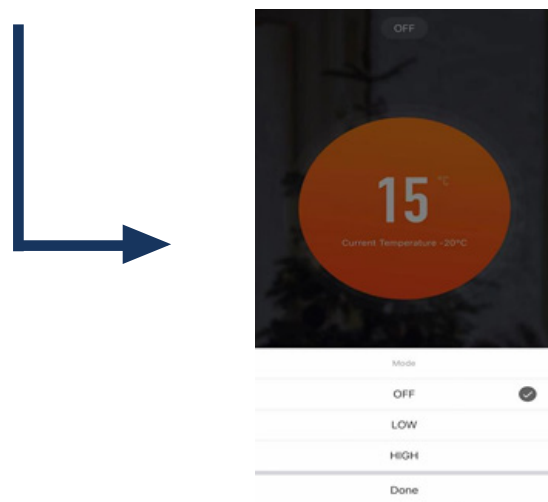 OFF
15 °C
Current Temperature -20°C
Mode
OFF
LOW
HIGH
Done